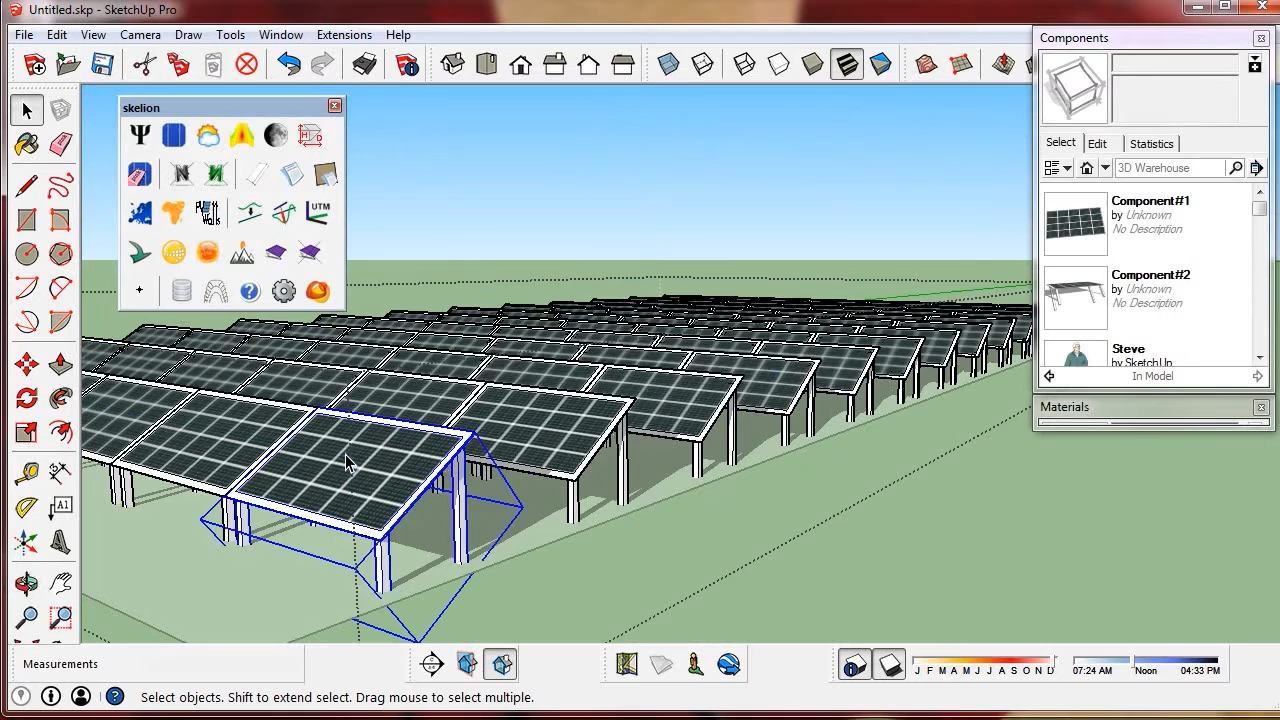 Untitled.skp - SketchUp Pro
File Edit View Camera Draw Tools Window Extensions Help
Components
skelion
Select Edit Statistics
3D Warehouse
Component#1
by Unknown
No Description
UTM
Component#2
by Unknown
No Description
Steve
by SketchUp
In Model
Materials
A1
Measurements
J F M A M J J A S O N D
07:24 AM Noon 04:33 PM
Select objects. Shift to extend select. Drag mouse to select multiple.